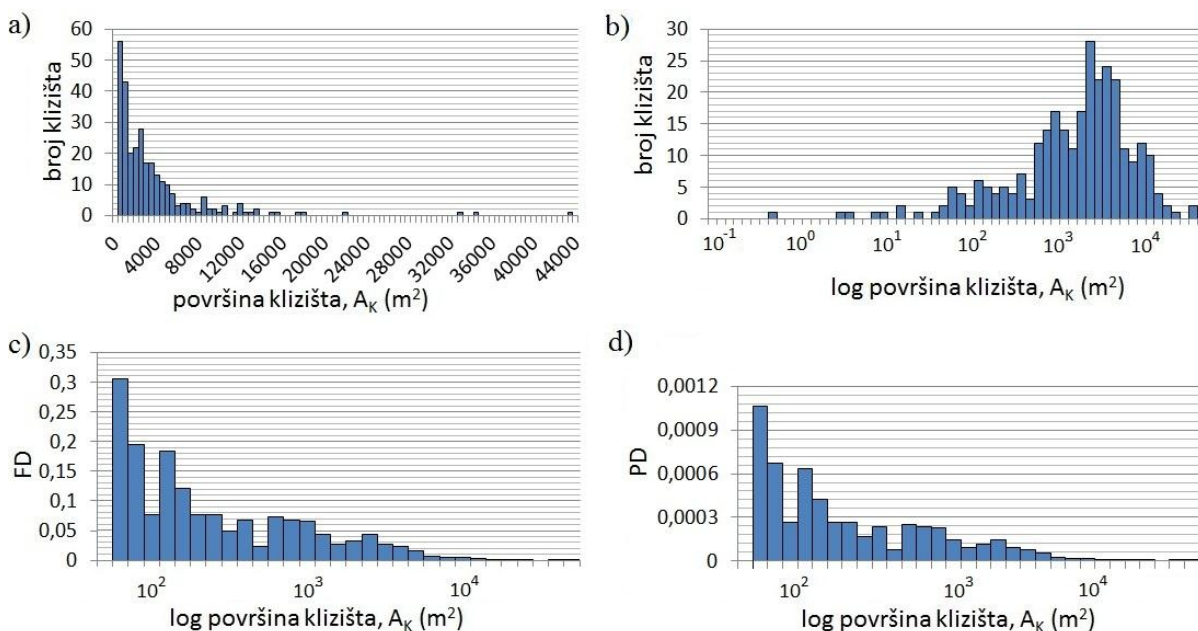 a)
60
50
40
30
20
10
0
broj klizišta
0 4000 8000 12000 16000 20000 24000 28000 32000 36000 40000 44000
površina klizišta, A_K (m²)
b)
30
25
20
15
10
5
0
broj klizišta
10⁻¹ 10⁰ 10¹ 10² 10³ 10⁴
log površina klizišta, A_K (m²)
c)
0,35
0,3
0,25
0,2
0,15
0,1
0,05
0
FD
10² 10³ 10⁴
log površina klizišta, A_K (m²)
d)
0,0012
0,0009
0,0006
0,0003
0
PD
10² 10³ 10⁴
log površina klizišta, A_K (m²)